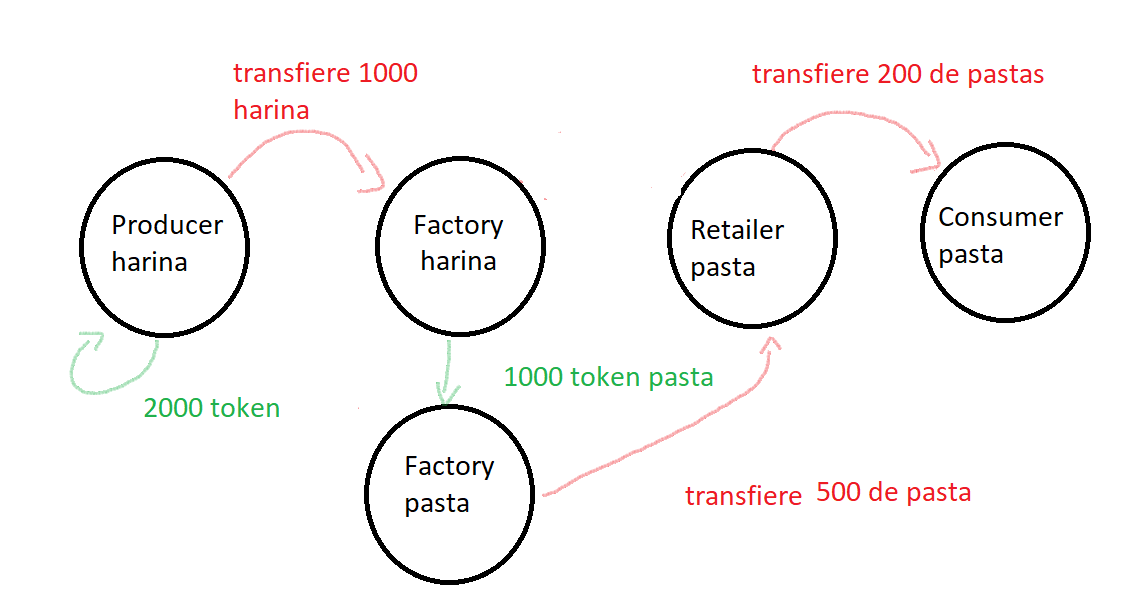 transfiere 1000
harina
transfiere 200 de pastas
Producer
harina
Factory
harina
Retailer
pasta
Consumer
pasta
2000 token
1000 token pasta
Factory
pasta
transfiere 500 de pasta